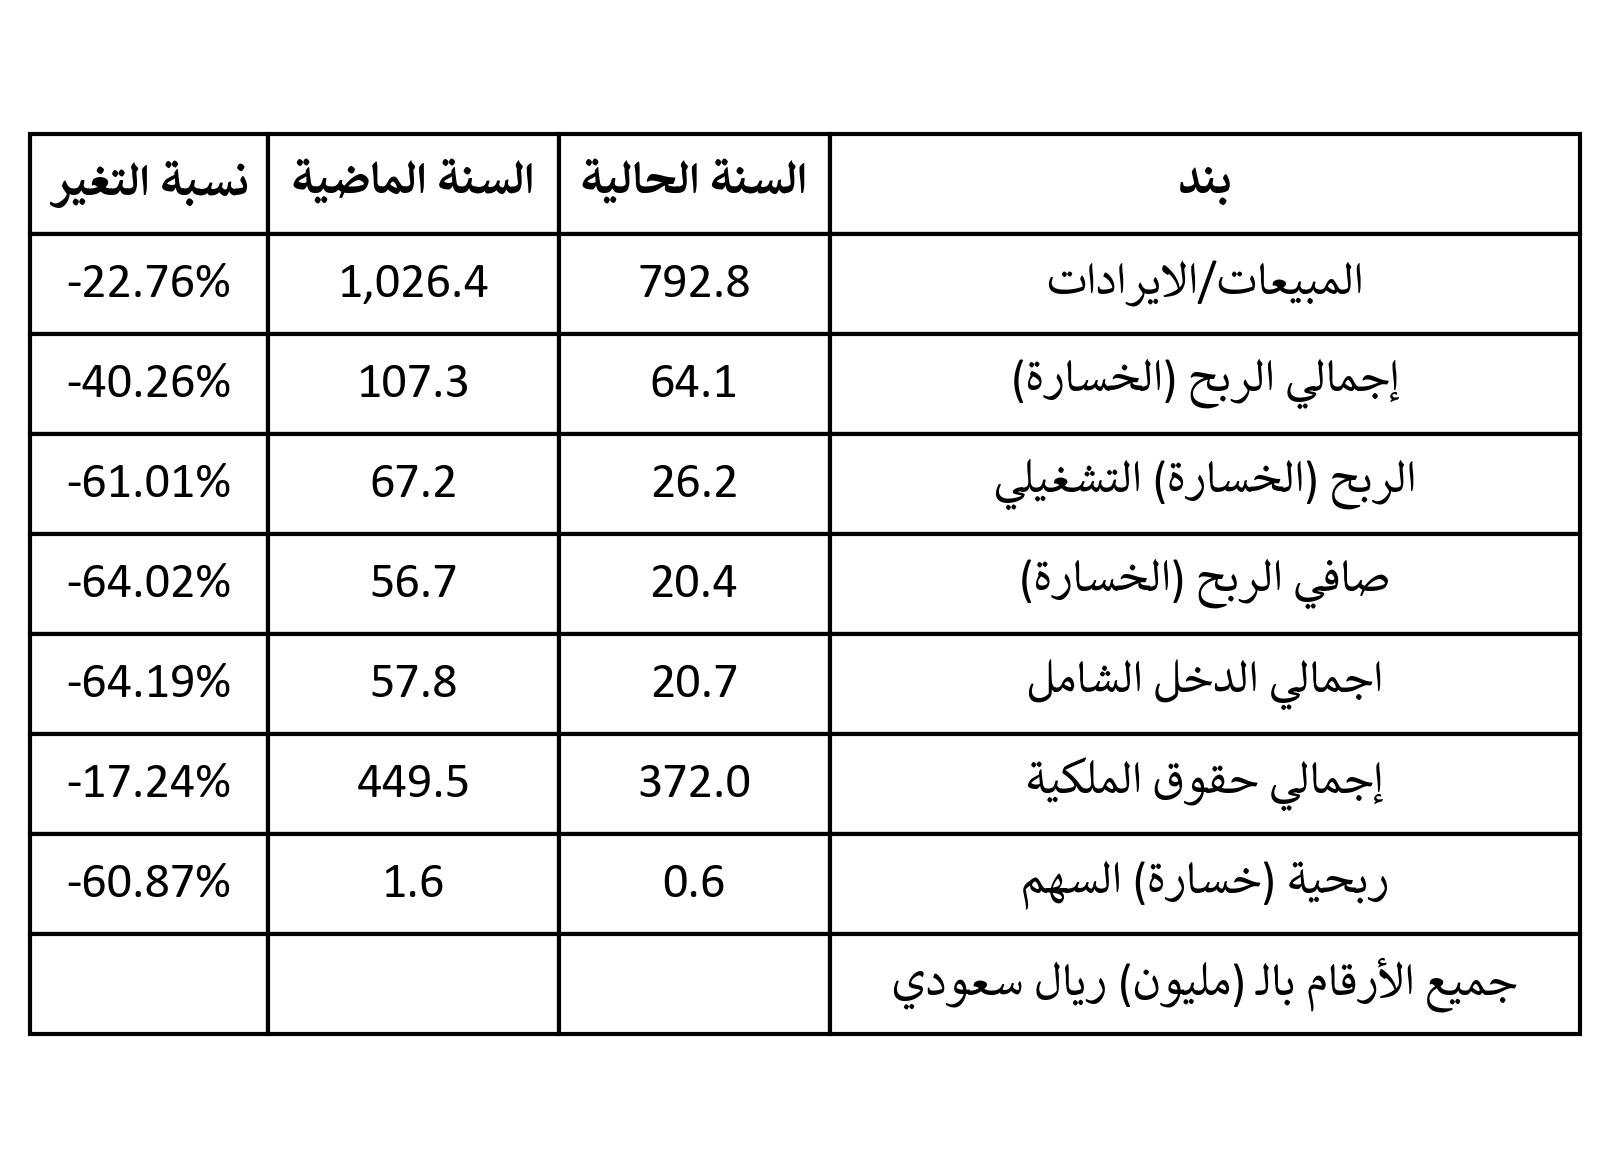 بند السنة الحالية السنة الماضية نسبة التغير
المبيعات/الايرادات 792.8 1,026.4 -22.76%
إجمالي الربح (الخسارة) 64.1 107.3 -40.26%
الربح (الخسارة) التشغيلي 26.2 67.2 -61.01%
صافي الربح (الخسارة) 20.4 56.7 -64.02%
اجمالي الدخل الشامل 20.7 57.8 -64.19%
إجمالي حقوق الملكية 372.0 449.5 -17.24%
ربحية (خسارة) السهم 0.6 1.6 -60.87%
جميع الأرقام بالـ (مليون) ريال سعودي